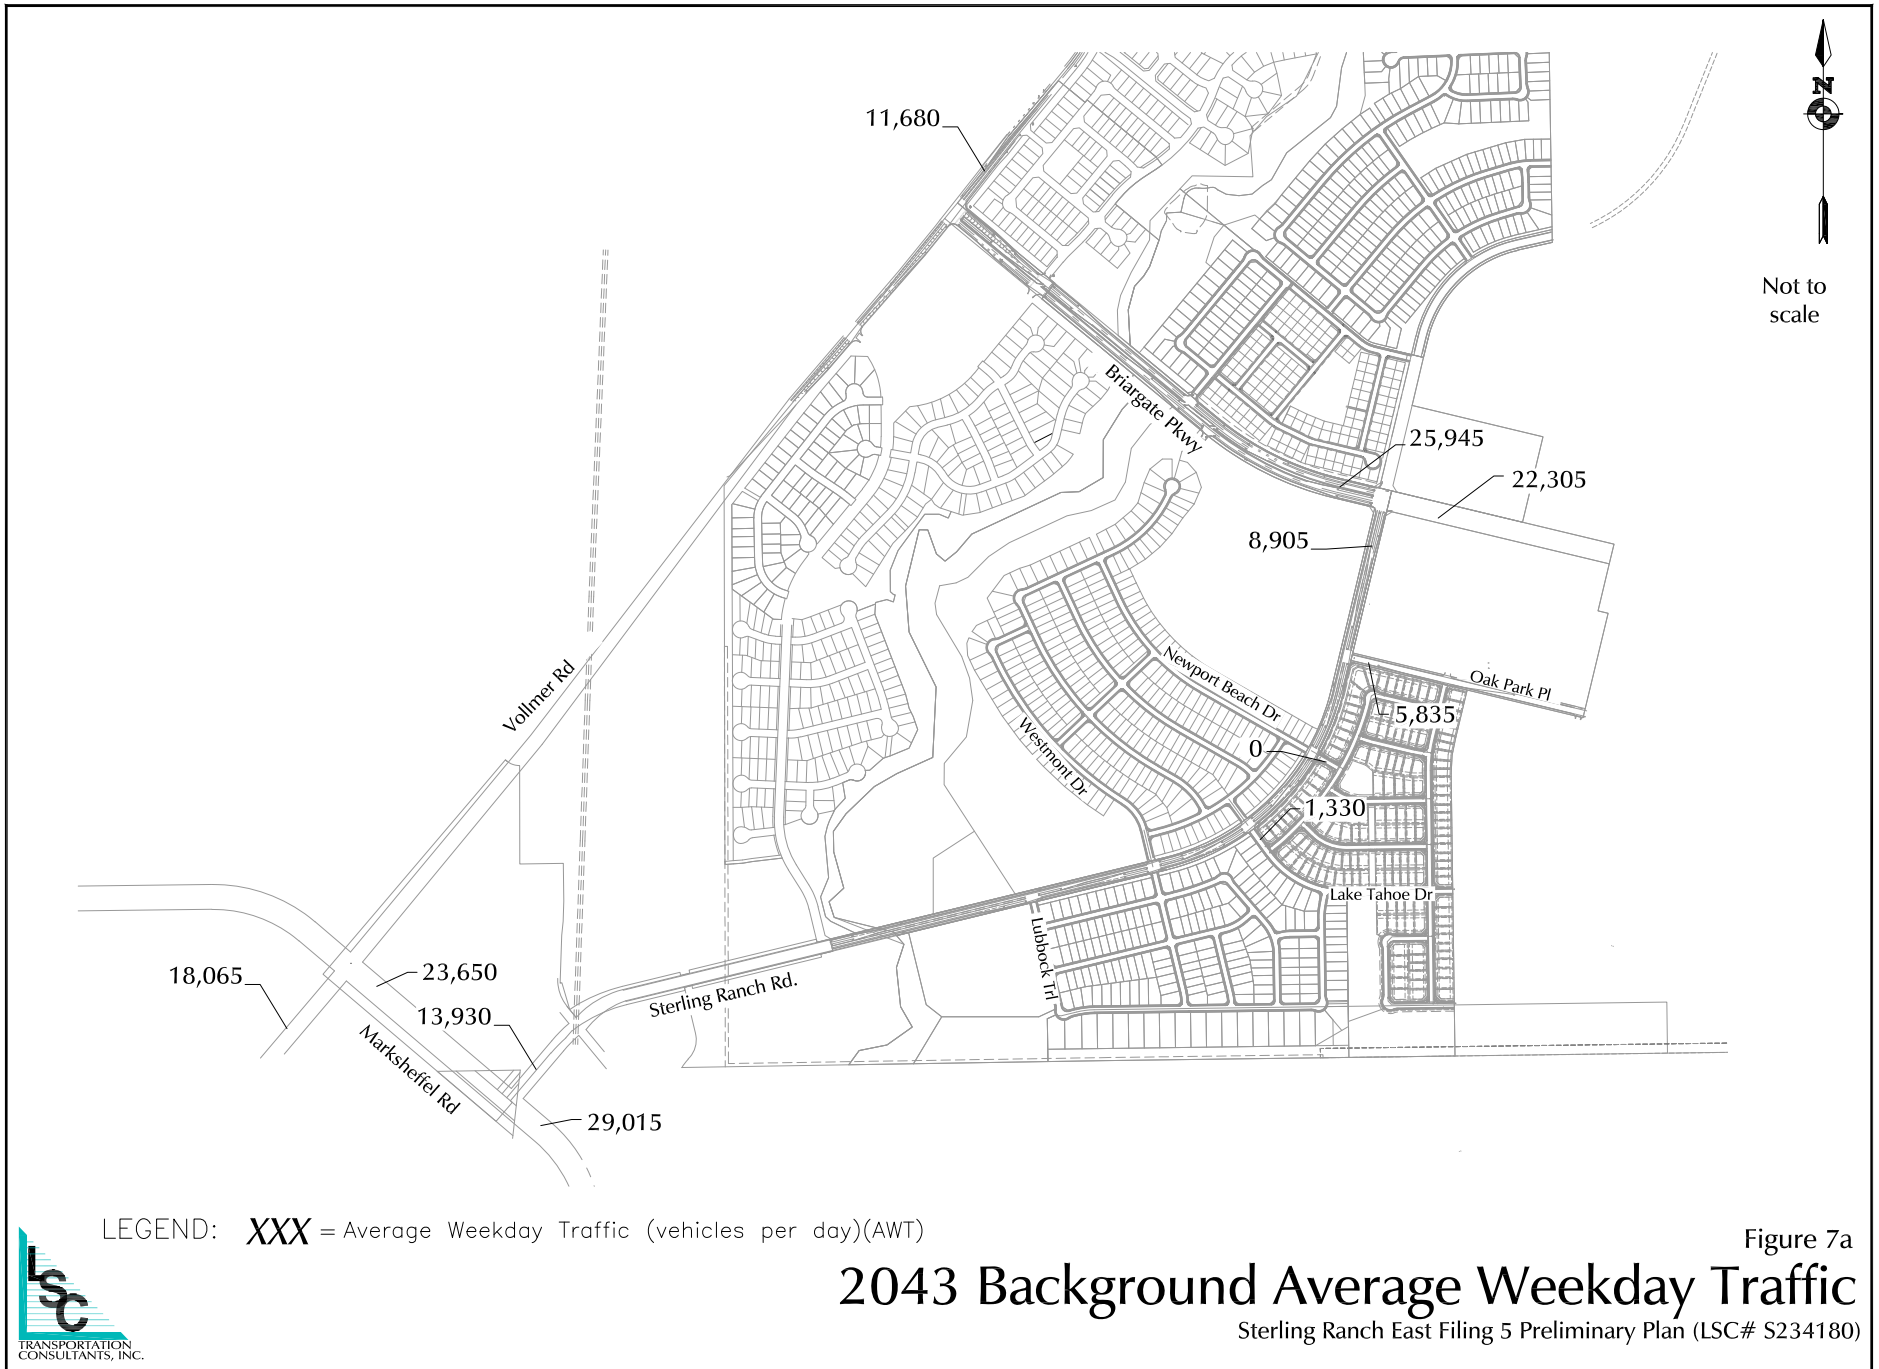 11,680
N
Not to
scale
Briargate Pkwy
25,945
22,305
8,905
Newport Beach Dr
Oak Park Pl
Vollmer Rd
5,835
Westmont Dr
0
1,330
Lake Tahoe Dr
Lubbock Trl
18,065
23,650
Sterling Ranch Rd.
13,930
Marksheffel Rd
29,015
LEGEND: XXX = Average Weekday Traffic (vehicles per day)(AWT)
Figure 7a
2043 Background Average Weekday Traffic
Sterling Ranch East Filing 5 Preliminary Plan (LSC# S234180)
LSC
TRANSPORTATION
CONSULTANTS, INC.